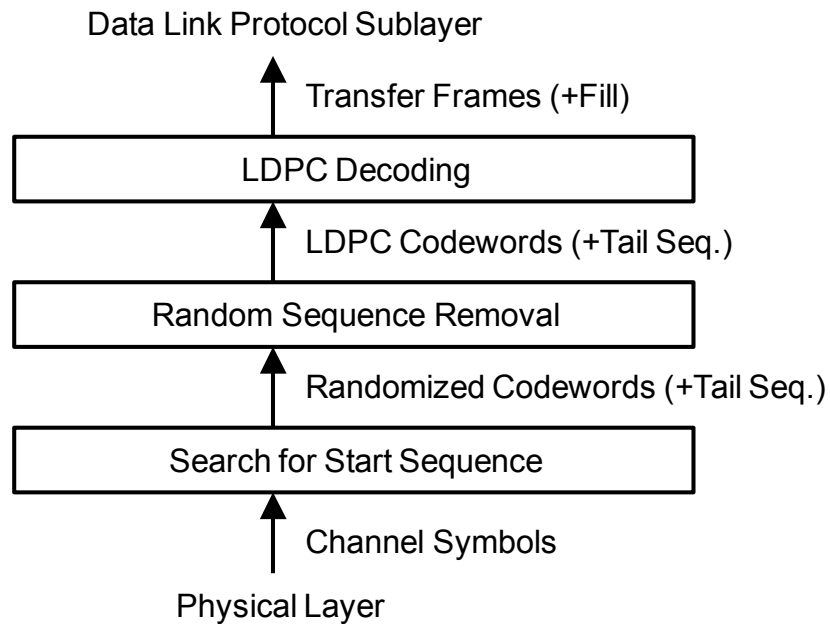 Data Link Protocol Sublayer
Transfer Frames (+Fill)
LDPC Decoding
LDPC Codewords (+Tail Seq.)
Random Sequence Removal
Randomized Codewords (+Tail Seq.)
Search for Start Sequence
Channel Symbols
Physical Layer